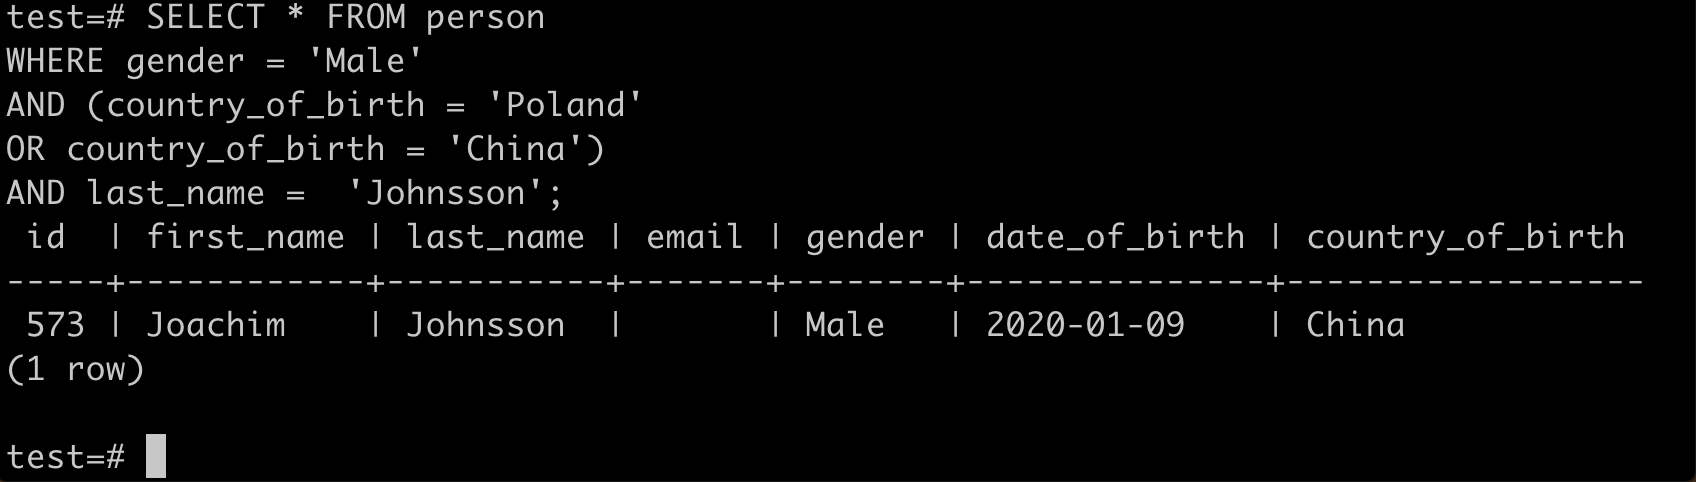 test=# SELECT * FROM person
WHERE gender = 'Male'
AND (country_of_birth = 'Poland'
OR country_of_birth = 'China')
AND last_name =  'Johnsson';
 id  | first_name | last_name | email | gender | date_of_birth | country_of_birth
-----+------------+-----------+-------+--------+---------------+------------------
 573 | Joachim    | Johnsson  |       | Male   | 2020-01-09    | China
(1 row)
test=#